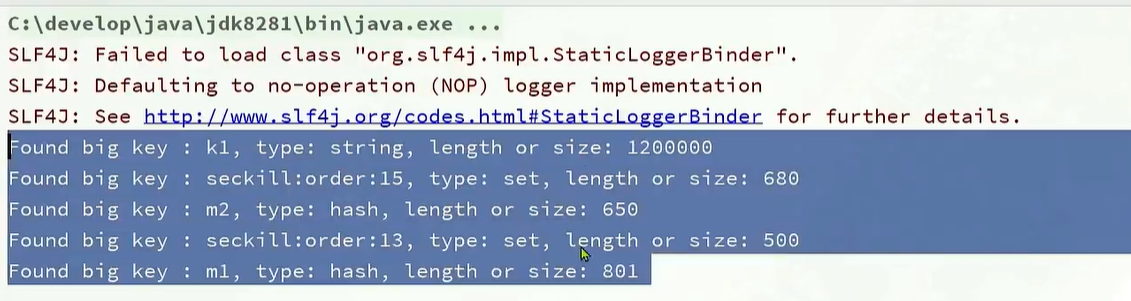 C:\develop\java\jdk8281\bin\java.exe ...
SLF4J: Failed to load class "org.slf4j.impl.StaticLoggerBinder".
SLF4J: Defaulting to no-operation (NOP) logger implementation
SLF4J: See http://www.slf4j.org/codes.html#StaticLoggerBinder for further details.
Found big key : k1, type: string, length or size: 1200000
Found big key : seckill:order:15, type: set, length or size: 680
Found big key : m2, type: hash, length or size: 650
Found big key : seckill:order:13, type: set, length or size: 500
Found big key : m1, type: hash, length or size: 801